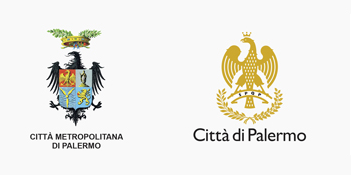 CITTÀ METROPOLITANA
DI PALERMO
S P Q P
Città di Palermo